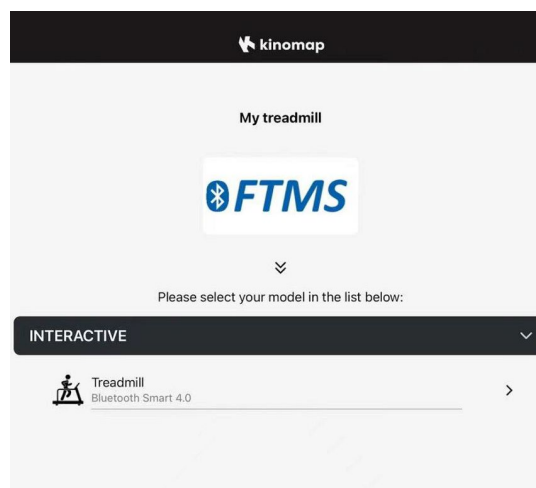 kinomap
My treadmill
FTMS
Please select your model in the list below:
INTERACTIVE
Treadmill
Bluetooth Smart 4.0